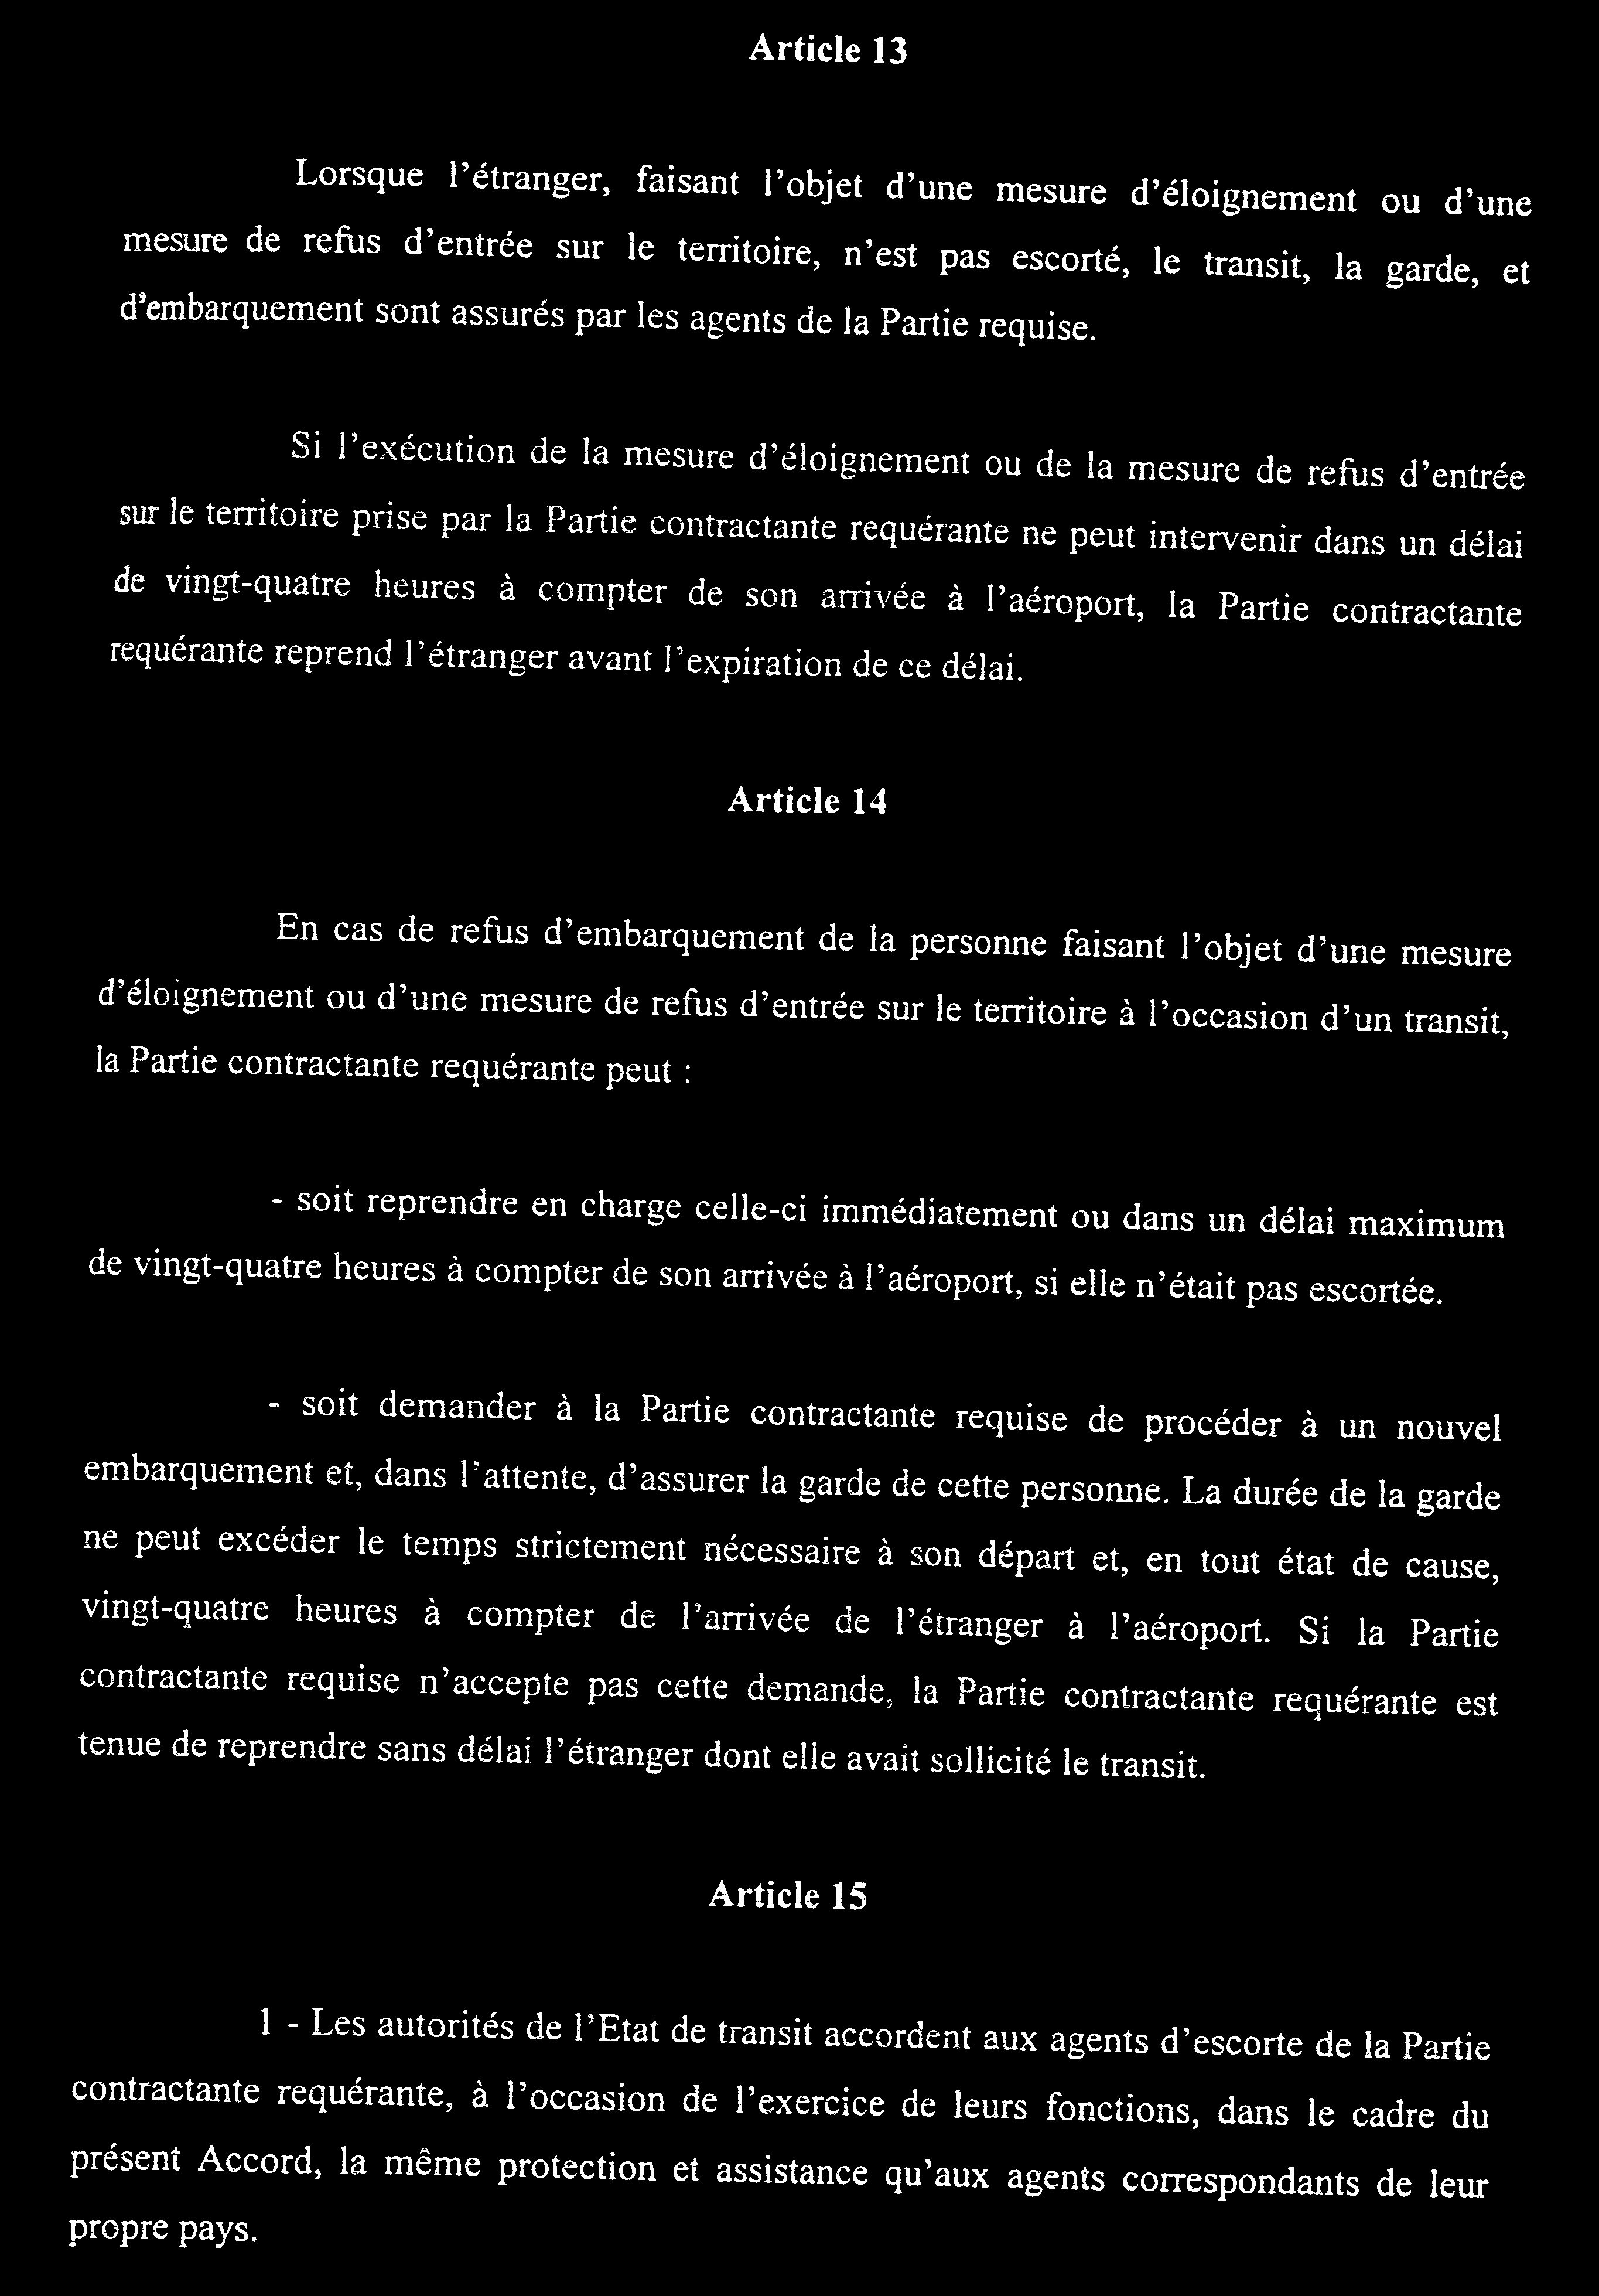 Article 13
Lorsque l'étranger, faisant l'objet d'une mesure d'éloignement ou d'une
mesure de refus d'entrée sur le territoire, n'est pas escorté, le transit, la garde, et
d'embarquement sont assurés par les agents de la Partie requise.
Si l'exécution de la mesure d'éloignement ou de la mesure de refus d'entrée
sur le territoire prise par la Partie contractante requérante ne peut intervenir dans un délai
de vingt-quatre heures à compter de son arrivée à l'aéroport, la Partie contractante
requérante reprend l'étranger avant l'expiration de ce délai.
Article 14
En cas de refus d'embarquement de la personne faisant l'objet d'une mesure
d'éloignement ou d'une mesure de refus d'entrée sur le territoire à l'occasion d'un transit,
la Partie contractante requérante peut :
- soit reprendre en charge celle-ci immédiatement ou dans un délai maximum
de vingt-quatre heures à compter de son arrivée à l'aéroport, si elle n'était pas escortée.
- soit demander à la Partie contractante requise de procéder à un nouvel
embarquement et, dans l'attente, d'assurer la garde de cette personne. La durée de la garde
ne peut excéder le temps strictement nécessaire à son départ et, en tout état de cause,
vingt-quatre heures à compter de l'arrivée de l'étranger à l'aéroport. Si la Partie
contractante requise n'accepte pas cette demande, la Partie contractante requérante est
tenue de reprendre sans délai l'étranger dont elle avait sollicité le transit.
Article 15
1 - Les autorités de l'Etat de transit accordent aux agents d'escorte de la Partie
contractante requérante, à l'occasion de l'exercice de leurs fonctions, dans le cadre du
présent Accord, la même protection et assistance qu'aux agents correspondants de leur
propre pays.